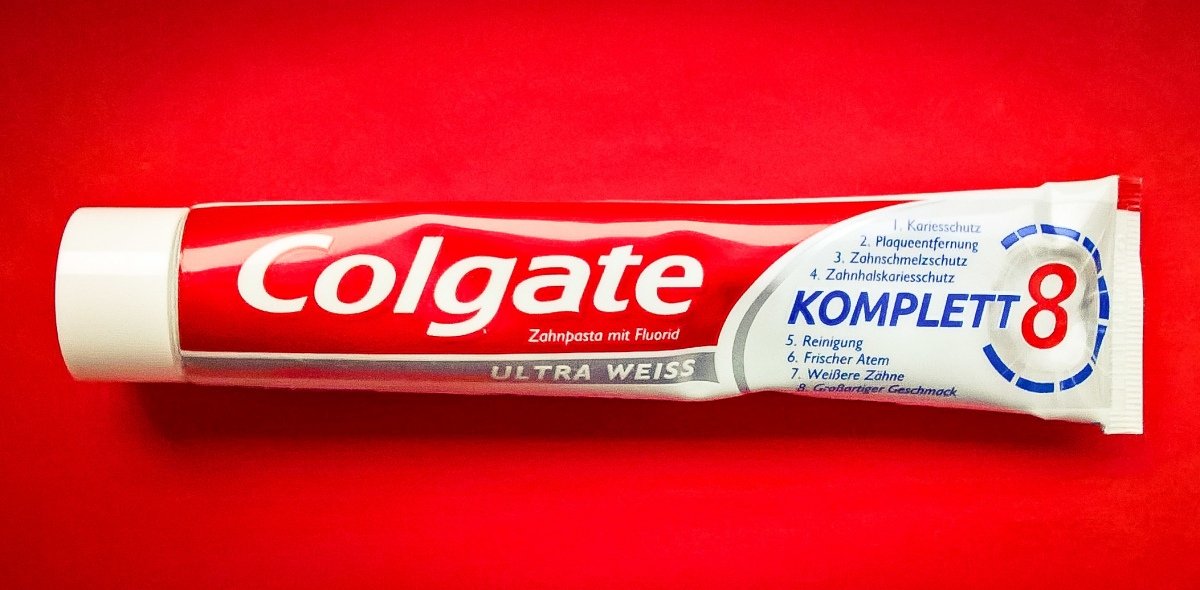 Colgate
Zahnpasta mit Fluorid
ULTRA WEISS
1. Kariesschutz
2. Plaqueentfernung
3. Zahnschmelzschutz
4. Zahnhalskariesschutz
KOMPLETT 8
5. Reinigung
6. Frischer Atem
7. Weißere Zähne
8. Großartiger Geschmack